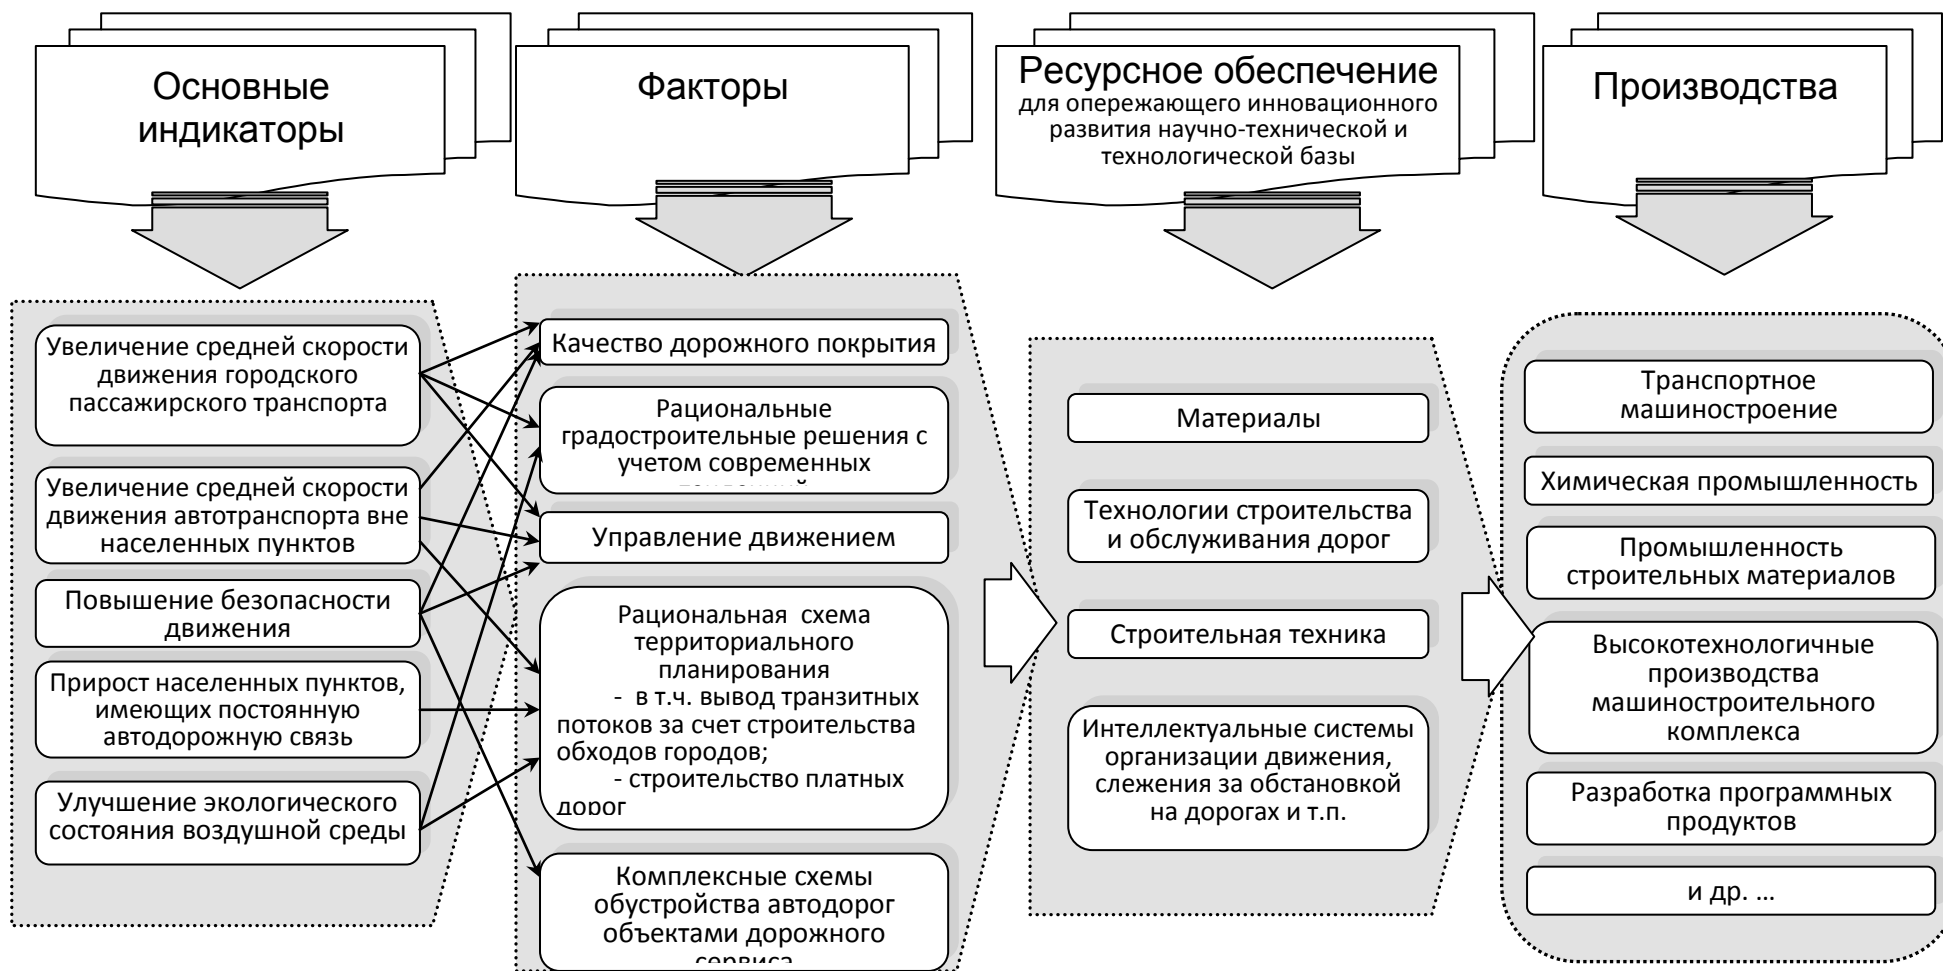 Основные
индикаторы
Факторы
Ресурсное обеспечение
для опережающего инновационного
развития научно-технической и
технологической базы
Производства
Увеличение средней скорости
движения городского
пассажирского транспорта
Увеличение средней скорости
движения автотранспорта вне
населенных пунктов
Повышение безопасности
движения
Прирост населенных пунктов,
имеющих постоянную
автодорожную связь
Улучшение экологического
состояния воздушной среды
Качество дорожного покрытия
Рациональные
градостроительные решения с
учетом современных
Управление движением
Рациональная схема
территориального
планирования
- в т.ч. вывод транзитных
потоков за счет строительства
обходов городов;
- строительство платных
дорог
Комплексные схемы
обустройства автодорог
объектами дорожного
сервиса
Материалы
Технологии строительства
и обслуживания дорог
Строительная техника
Интеллектуальные системы
организации движения,
слежения за обстановкой
на дорогах и т.п.
Транспортное
машиностроение
Химическая промышленность
Промышленность
строительных материалов
Высокотехнологичные
производства
машиностроительного
комплекса
Разработка программных
продуктов
и др. ...